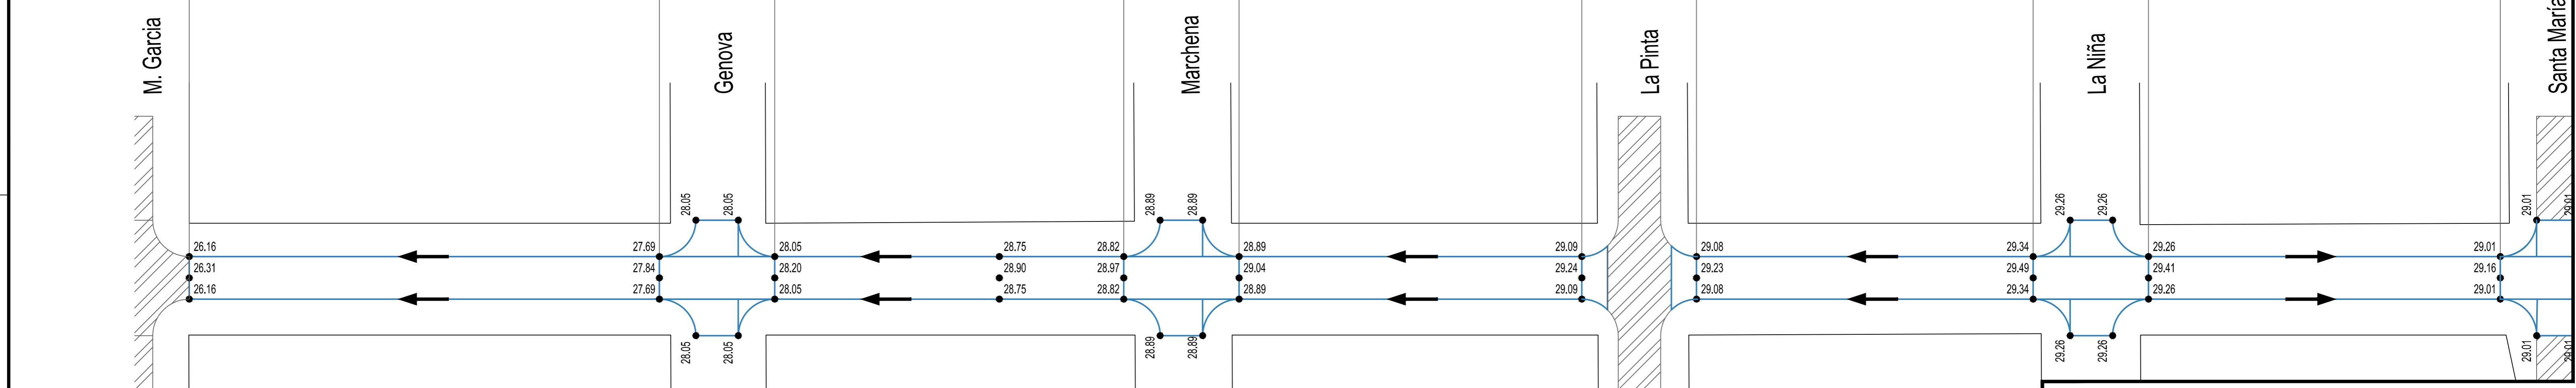 M. Garcia
Genova
Marchena
La Pinta
La Niña
Santa María
28.05 28.05 28.89 28.89 29.26 29.26 29.01 29.01
26.16 27.69 28.05 28.75 28.82 28.89 29.09 29.08 29.34 29.26 29.01
26.31 27.84 28.20 28.90 28.97 29.04 29.24 29.23 29.49 29.41 29.16
26.16 27.69 28.05 28.75 28.82 28.89 29.09 29.08 29.34 29.26 29.01
28.05 28.05 28.89 28.89 29.26 29.26 29.01 29.01